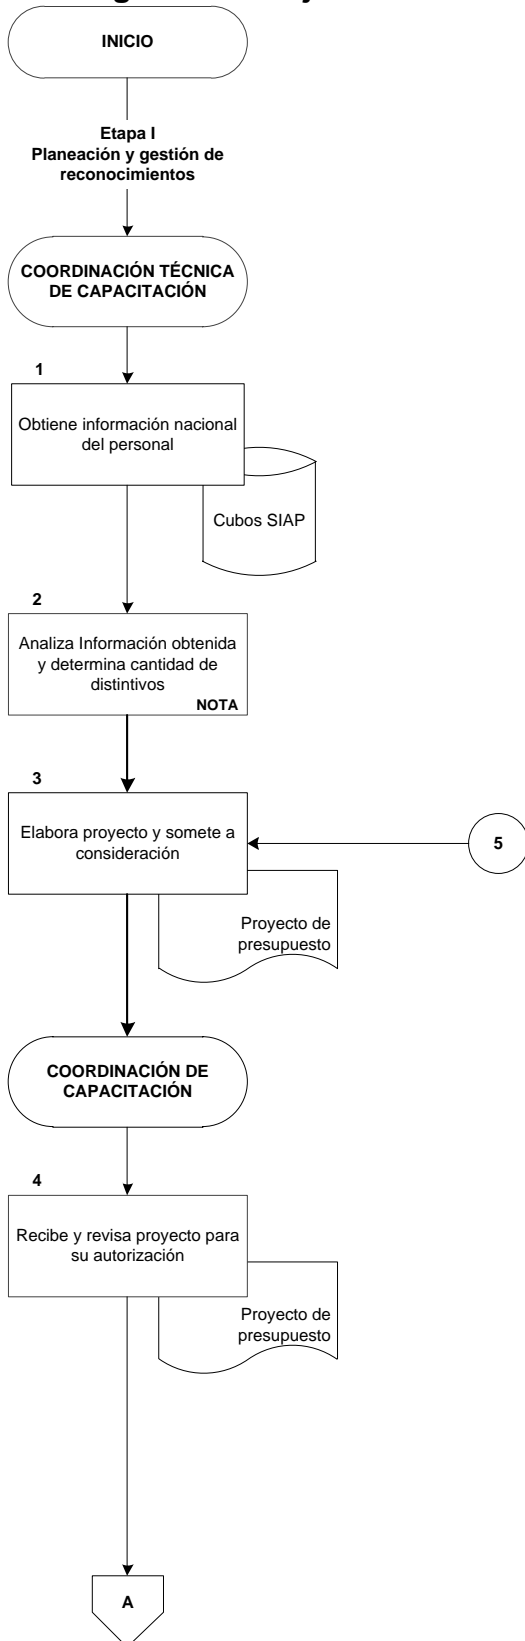 INICIO
Etapa I
Planeación y gestión de
reconocimientos
COORDINACIÓN TÉCNICA
DE CAPACITACIÓN
1
Obtiene información nacional
del personal
Cubos SIAP
2
Analiza Información obtenida
y determina cantidad de
distintivos
NOTA
3
Elabora proyecto y somete a
consideración
5
Proyecto de
presupuesto
COORDINACIÓN DE
CAPACITACIÓN
4
Recibe y revisa proyecto para
su autorización
Proyecto de
presupuesto
A